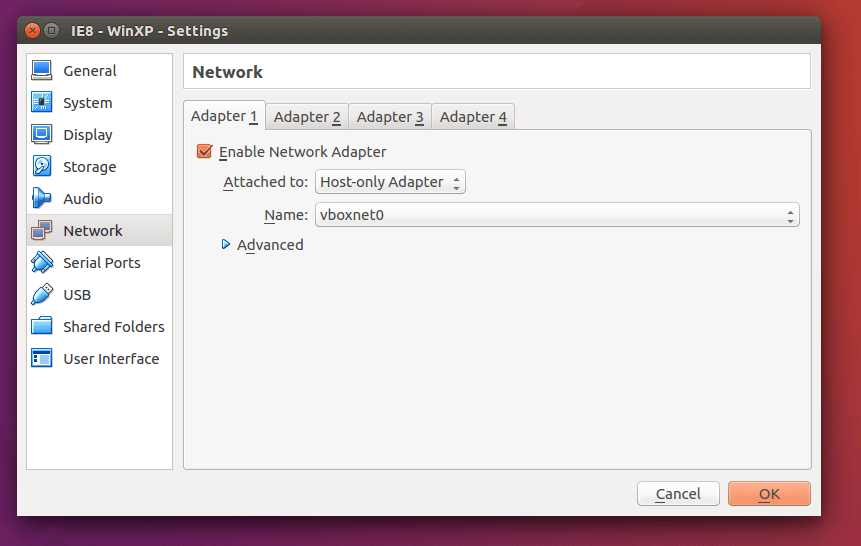 IE8 - WinXP - Settings
General
System
Display
Storage
Audio
Network
Serial Ports
USB
Shared Folders
User Interface
Network
Adapter 1 Adapter 2 Adapter 3 Adapter 4
Enable Network Adapter
Attached to: Host-only Adapter
Name: vboxnet0
Advanced
Cancel OK